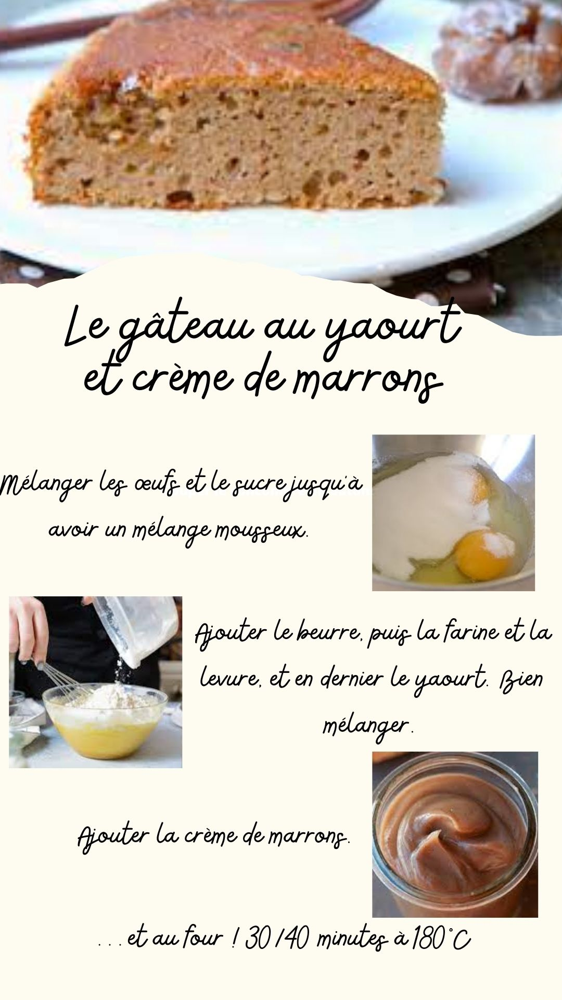 Le gâteau au yaourt
et crème de marrons
Mélanger les œufs et le sucre jusqu'à
avoir un mélange mousseux.
Ajouter le beurre, puis la farine et la
levure, et en dernier le yaourt. Bien
mélanger.
Ajouter la crème de marrons.
...et au four ! 30/40 minutes à 180°C